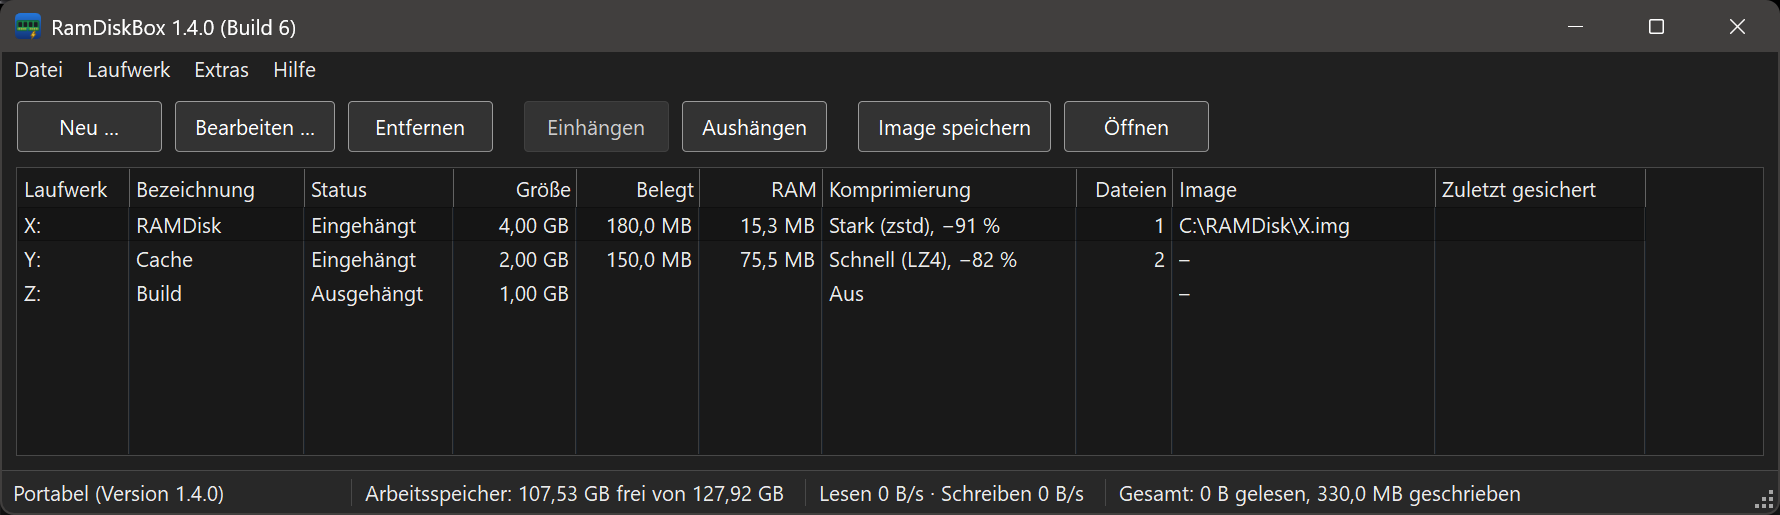 RamDiskBox 1.4.0 (Build 6)
Datei Laufwerk Extras Hilfe
Neu ... Bearbeiten ... Entfernen Einhängen Aushängen Image speichern Öffnen
Laufwerk Bezeichnung Status Größe Belegt RAM Komprimierung Dateien Image Zuletzt gesichert
X: RAMDisk Eingehängt 4,00 GB 180,0 MB 15,3 MB Stark (zstd), −91 % 1 C:\RAMDisk\X.img
Y: Cache Eingehängt 2,00 GB 150,0 MB 75,5 MB Schnell (LZ4), −82 % 2 –
Z: Build Ausgehängt 1,00 GB Aus –
Portabel (Version 1.4.0) Arbeitsspeicher: 107,53 GB frei von 127,92 GB Lesen 0 B/s · Schreiben 0 B/s Gesamt: 0 B gelesen, 330,0 MB geschrieben